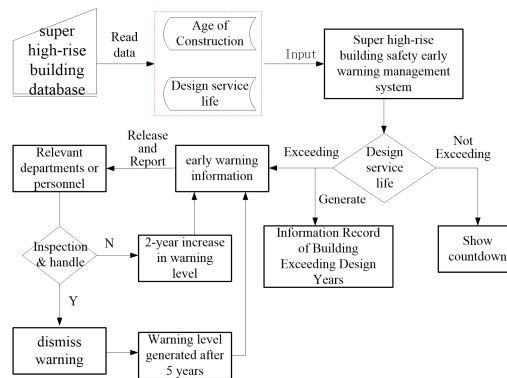 super
high-rise
building
database
Read
data
Age of
Construction
Design service
life
Input
Super high-rise
building safety early
warning management
system
Design
service
life
Exceeding
Not
Exceeding
Generate
Information Record
of Building
Exceeding Design
Years
Show
countdown
early warning
information
Release
and
Report
Relevant
departments or
personnel
Inspection
& handle
N
2-year increase
in warning
level
Y
dismiss
warning
Warning level
generated after
5 years